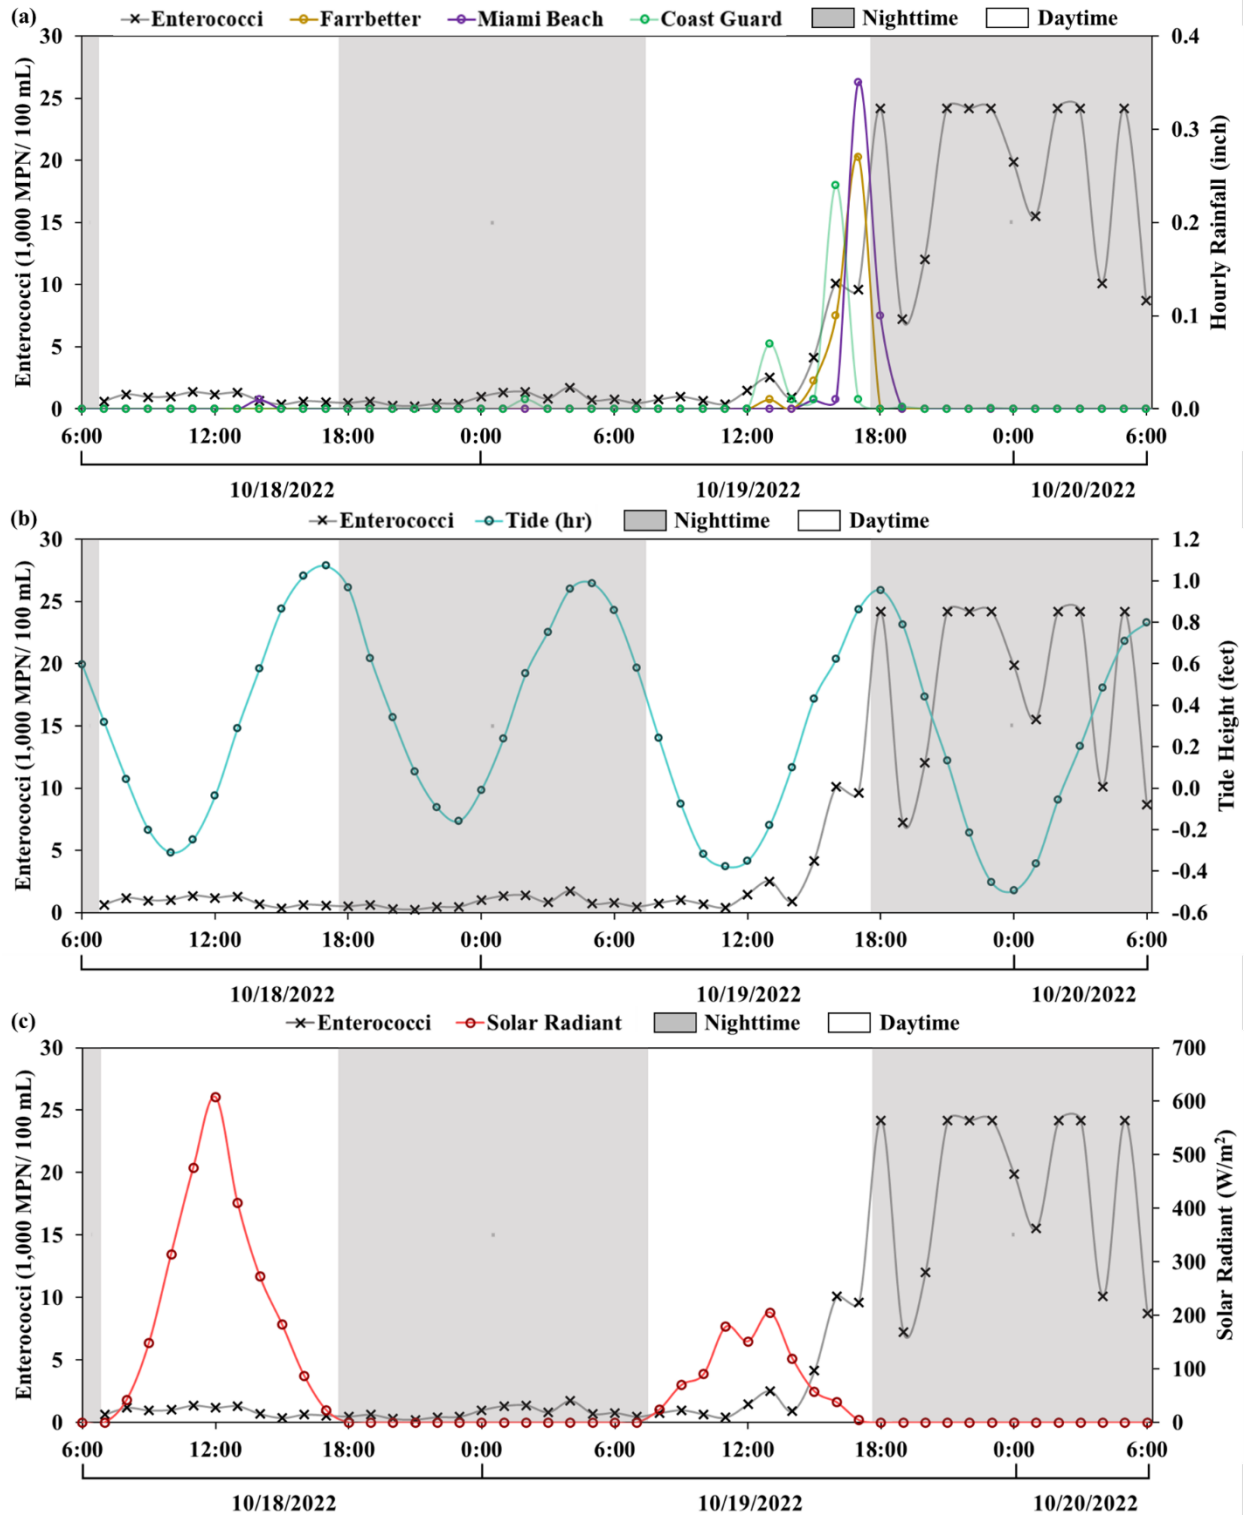 (a) Enterococci Farrbetter Miami Beach Coast Guard Nighttime Daytime
Enterococci (1,000 MPN/ 100 mL)
30
25
20
15
10
5
0
0.4
0.3
0.2
0.1
0.0
Hourly Rainfall (inch)
6:00 12:00 18:00 0:00 6:00 12:00 18:00 0:00 6:00
10/18/2022 10/19/2022 10/20/2022
(b) Enterococci Tide (hr) Nighttime Daytime
Enterococci (1,000 MPN/ 100 mL)
30
25
20
15
10
5
0
1.2
1.0
0.8
0.6
0.4
0.2
0.0
-0.2
-0.4
-0.6
Tide Height (feet)
6:00 12:00 18:00 0:00 6:00 12:00 18:00 0:00 6:00
10/18/2022 10/19/2022 10/20/2022
(c) Enterococci Solar Radiant Nighttime Daytime
Enterococci (1,000 MPN/ 100 mL)
30
25
20
15
10
5
0
700
600
500
400
300
200
100
0
Solar Radiant (W/m²)
6:00 12:00 18:00 0:00 6:00 12:00 18:00 0:00 6:00
10/18/2022 10/19/2022 10/20/2022